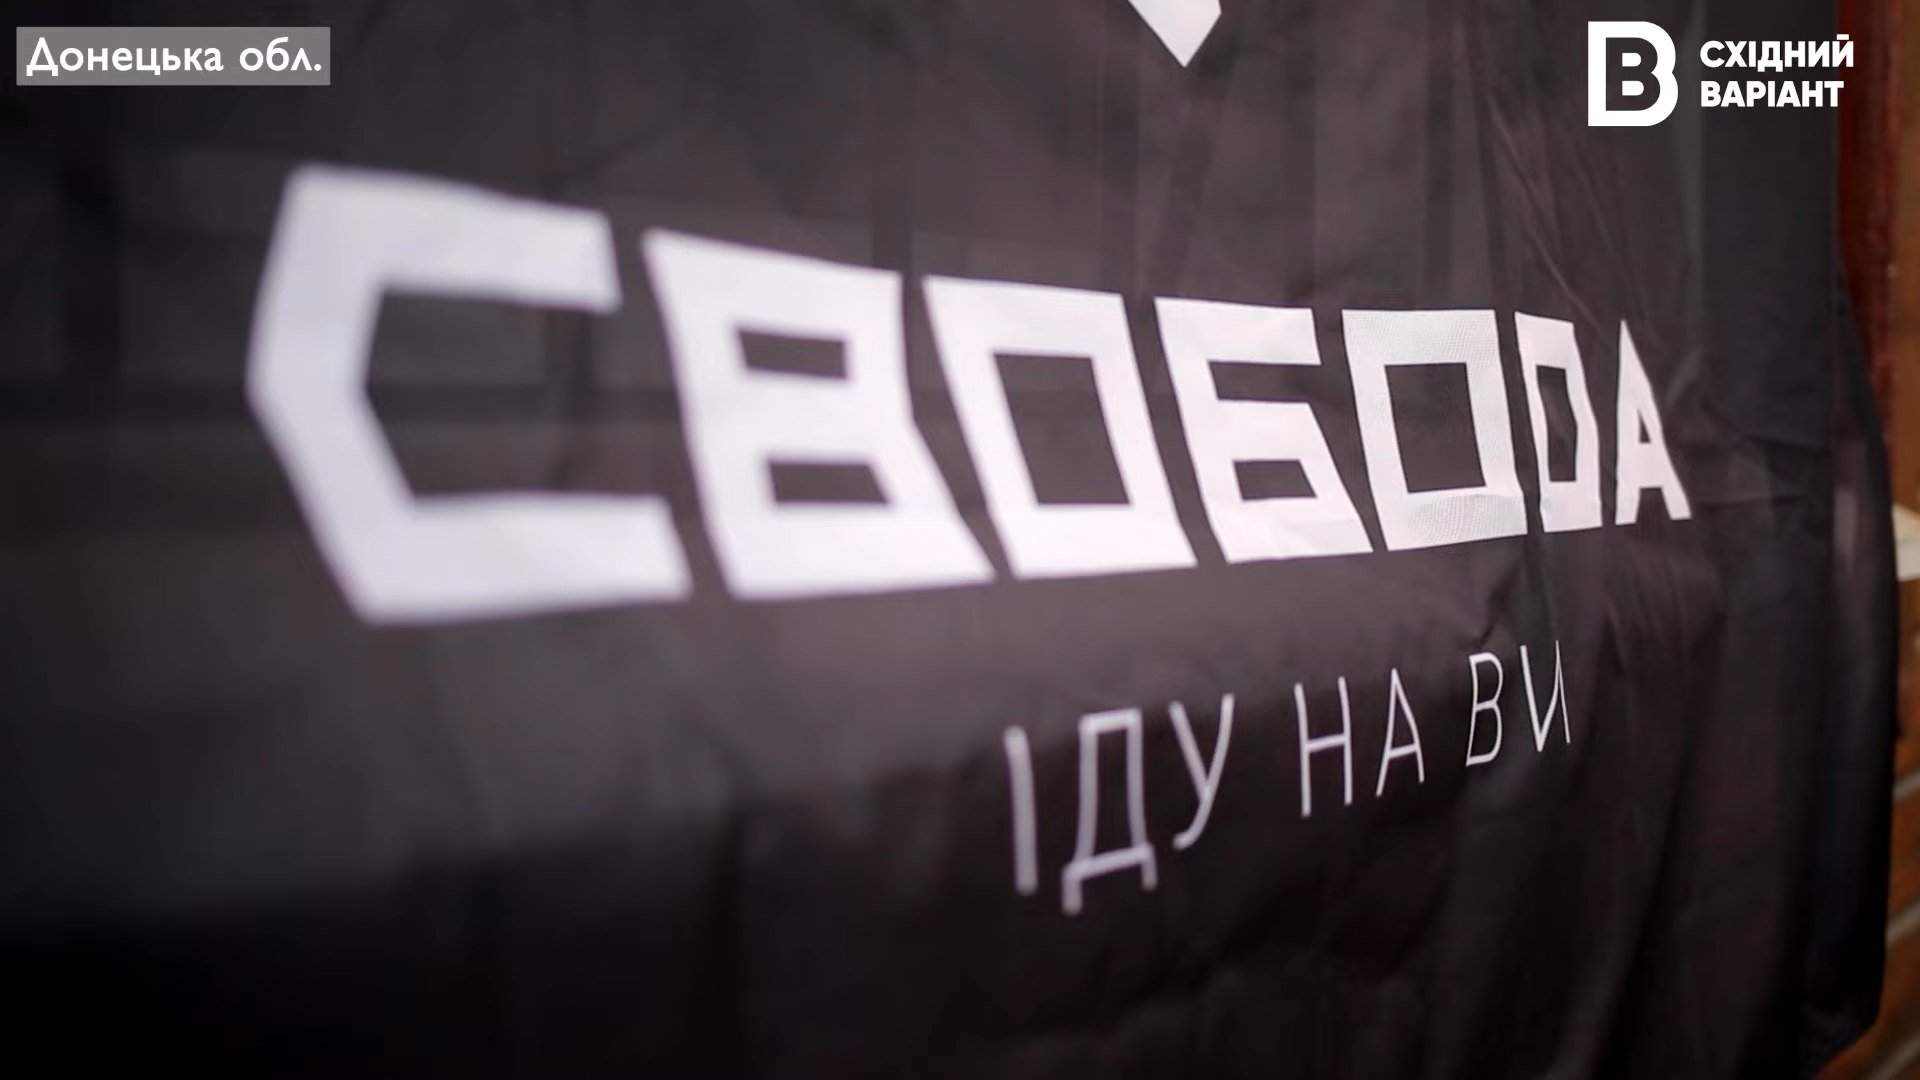 Донецька обл.
СХІДНИЙ
ВАРІАНТ
СВОБОДА
ІДУ НА ВИ